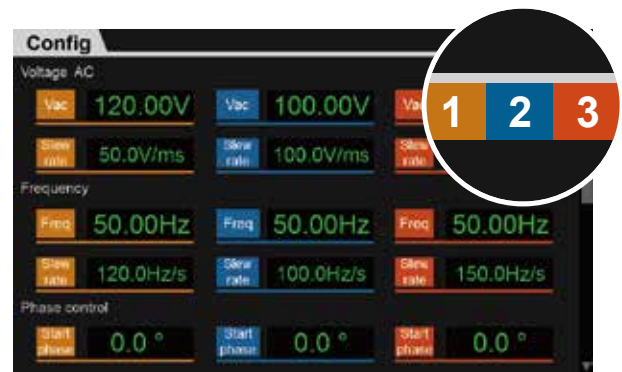 Config
Voltage AC
Vac 120.00V Vac 100.00V Vac
1 2 3
Slew rate 50.0V/ms Slew rate 100.0V/ms Slew rate
Frequency
Freq 50.00Hz Freq 50.00Hz Freq 50.00Hz
Slew rate 120.0Hz/s Slew rate 100.0Hz/s Slew rate 150.0Hz/s
Phase control
Start phase 0.0 ° Start phase 0.0 ° Start phase 0.0 °